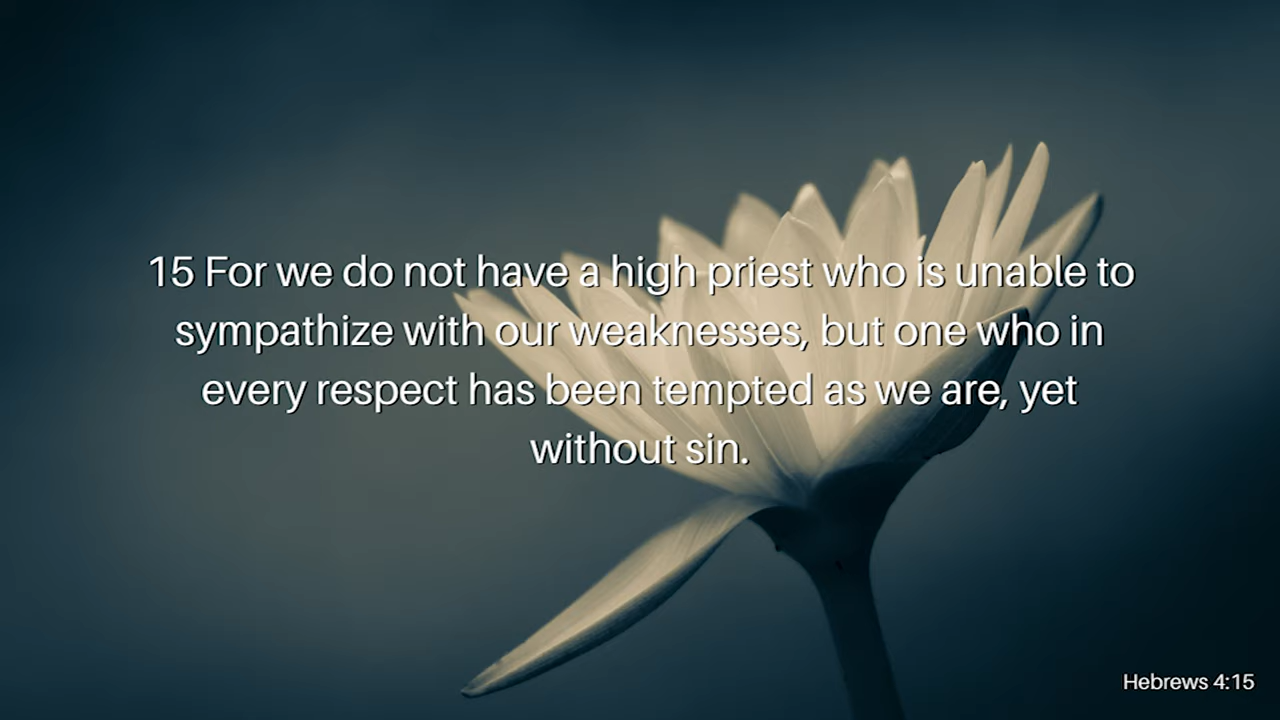 15 For we do not have a high priest who is unable to
sympathize with our weaknesses, but one who in
every respect has been tempted as we are, yet
without sin.
Hebrews 4:15